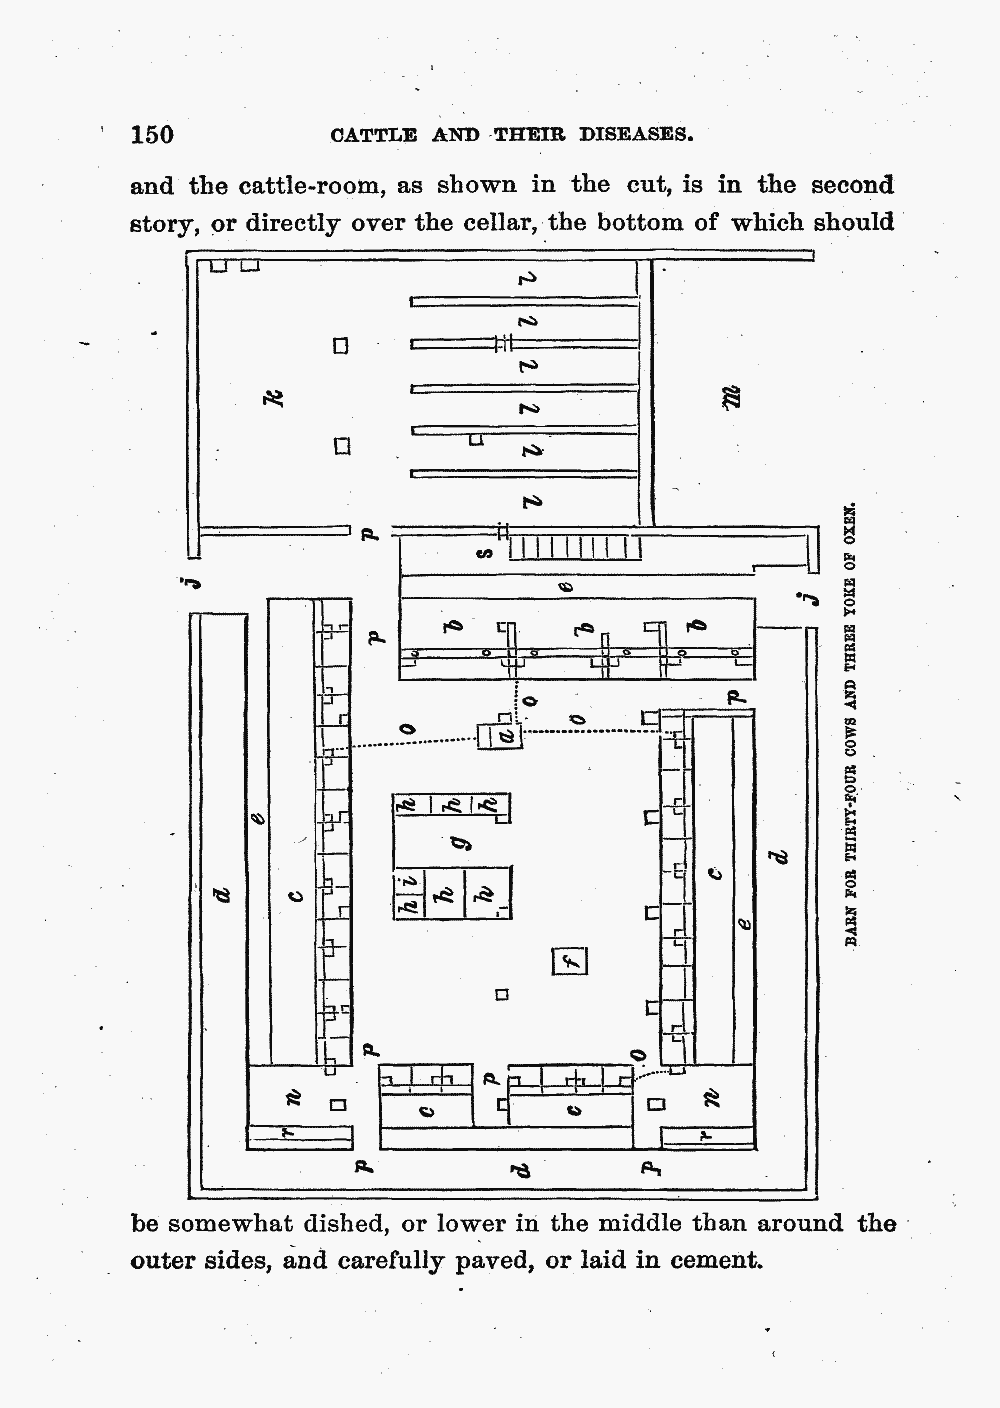 150 CATTLE AND THEIR DISEASES.
and the cattle-room, as shown in the cut, is in the second
story, or directly over the cellar, the bottom of which should
l
l
k
l
m
l
l
l
p
s
j
e
j
p
b
b
b
o
o
o
p
a
h
h
h
e
g
d
c
i
h
h
h
c
d
e
f
p
o
p
n
c
c
n
r
r
p
d
p
BARN FOR THIRTY-FOUR COWS AND THREE YOKE OF OXEN.
be somewhat dished, or lower in the middle than around the
outer sides, and carefully paved, or laid in cement.